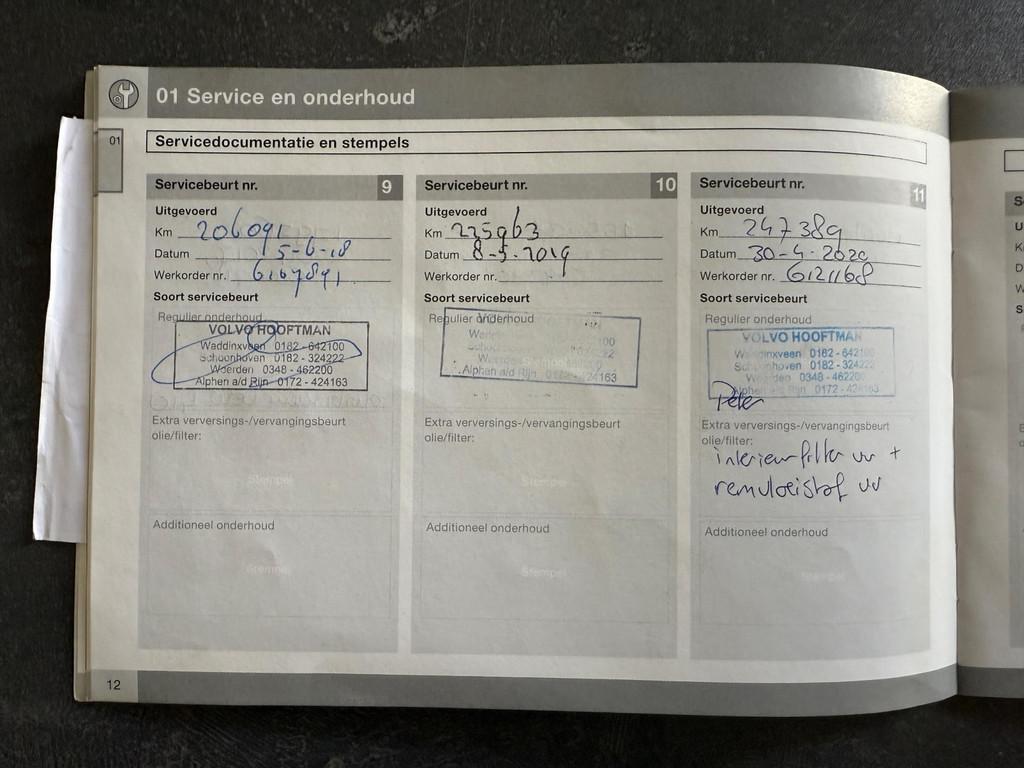 01 Service en onderhoud
01
Servicedocumentatie en stempels
Servicebeurt nr. 9
Uitgevoerd
Km 206091
Datum 15-6-18
Werkorder nr. 6167891
Soort servicebeurt
Regulier onderhoud
VOLVO HOOFTMAN
Waddinxveen 0182-642100
Schoonhoven 0182-324222
Woerden 0348-462200
Alphen a/d Rijn 0172-424163
Extra verversings-/vervangingsbeurt
olie/filter:
Stempel
Additioneel onderhoud
Stempel
Servicebeurt nr. 10
Uitgevoerd
Km 225963
Datum 8-5-2019
Werkorder nr.
Soort servicebeurt
Regulier onderhoud
Alphen a/d Rijn
Extra verversings-/vervangingsbeurt
olie/filter:
Stempel
Additioneel onderhoud
Stempel
Servicebeurt nr. 11
Uitgevoerd
Km 247389
Datum 30-4-2020
Werkorder nr. 6121168
Soort servicebeurt
Regulier onderhoud
VOLVO HOOFTMAN
Waddinxveen 0182-642100
Schoonhoven 0182-324222
Woerden 0348-462200
Alphen a/d Rijn 0172-424163
Peter
Extra verversings-/vervangingsbeurt
olie/filter:
interieurfilter vv +
remvloeistof vv
Additioneel onderhoud
Stempel
12